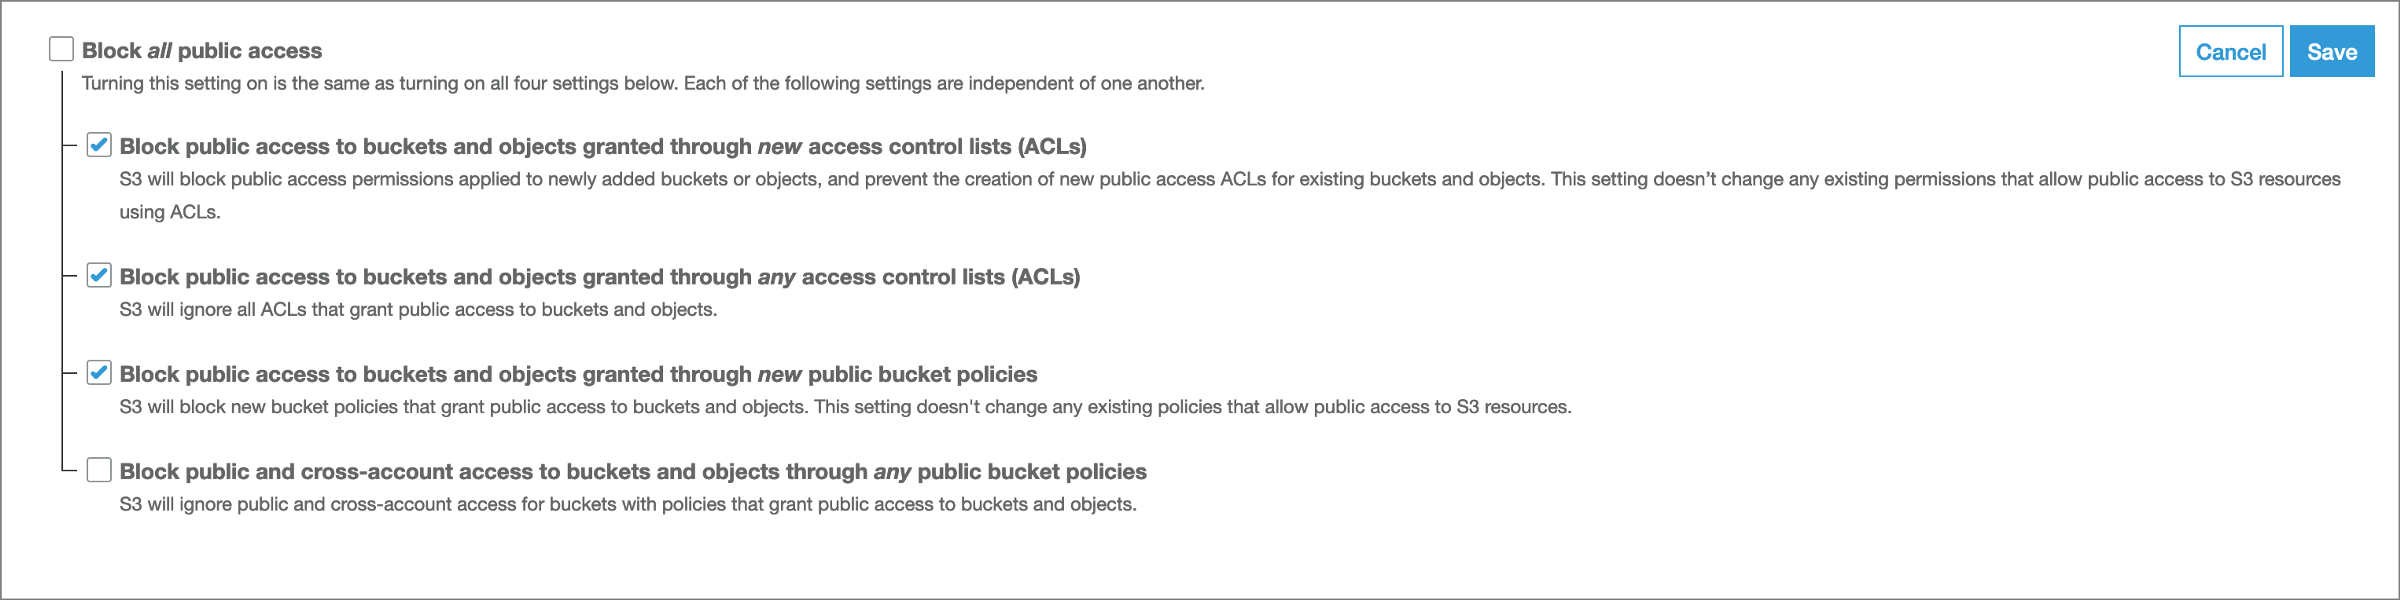 Block all public access
Cancel
Save
Turning this setting on is the same as turning on all four settings below. Each of the following settings are independent of one another.
Block public access to buckets and objects granted through new access control lists (ACLs)
S3 will block public access permissions applied to newly added buckets or objects, and prevent the creation of new public access ACLs for existing buckets and objects. This setting doesn’t change any existing permissions that allow public access to S3 resources
using ACLs.
Block public access to buckets and objects granted through any access control lists (ACLs)
S3 will ignore all ACLs that grant public access to buckets and objects.
Block public access to buckets and objects granted through new public bucket policies
S3 will block new bucket policies that grant public access to buckets and objects. This setting doesn't change any existing policies that allow public access to S3 resources.
Block public and cross-account access to buckets and objects through any public bucket policies
S3 will ignore public and cross-account access for buckets with policies that grant public access to buckets and objects.